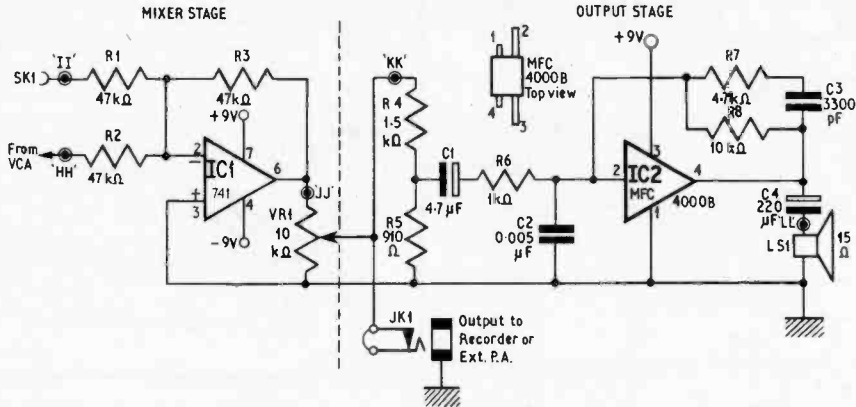 MIXER STAGE
OUTPUT STAGE
'II'
SK1
R1
47kΩ
R3
47kΩ
From
VCA
'HH'
R2
47kΩ
+9V
7
2
–
IC1
741
6
+
3
4
-9V
'JJ'
VR1
10
kΩ
'KK'
R4
1·5
kΩ
R5
910
Ω
C1
4·7µF
R6
1kΩ
C2
0·005
µF
1
2
MFC
4000B
Top view
4
3
+9V
3
2
IC2
MFC
4000B
4
1
R7
4·7kΩ
R8
10kΩ
C3
3300
pF
C4
220
µF
'LL'
LS1
15
Ω
JK1
Output to
Recorder or
Ext. P.A.